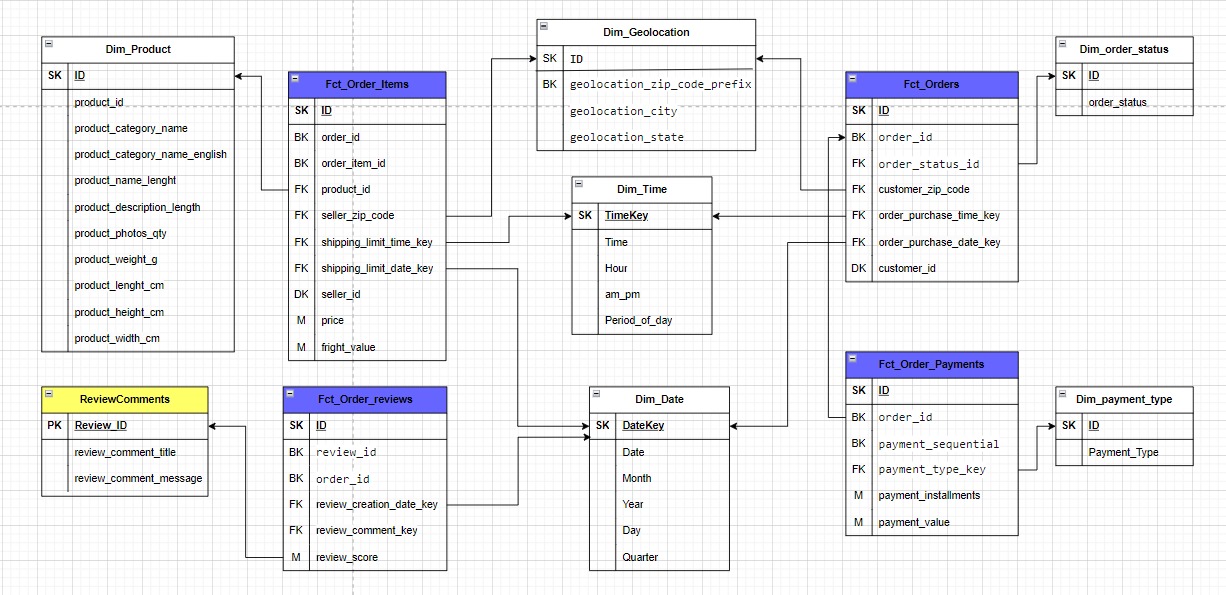 Dim_Product
SK ID
product_id
product_category_name
product_category_name_english
product_name_lenght
product_description_length
product_photos_qty
product_weight_g
product_lenght_cm
product_height_cm
product_width_cm
Fct_Order_Items
SK ID
BK order_id
BK order_item_id
FK product_id
FK seller_zip_code
FK shipping_limit_time_key
FK shipping_limit_date_key
DK seller_id
M price
M fright_value
Dim_Geolocation
SK ID
BK geolocation_zip_code_prefix
geolocation_city
geolocation_state
Dim_Time
SK TimeKey
Time
Hour
am_pm
Period_of_day
Fct_Orders
SK ID
BK order_id
FK order_status_id
FK customer_zip_code
FK order_purchase_time_key
FK order_purchase_date_key
DK customer_id
Dim_order_status
SK ID
order_status
ReviewComments
PK Review_ID
review_comment_title
review_comment_message
Fct_Order_reviews
SK ID
BK review_id
BK order_id
FK review_creation_date_key
FK review_comment_key
M review_score
Dim_Date
SK DateKey
Date
Month
Year
Day
Quarter
Fct_Order_Payments
SK ID
BK order_id
BK payment_sequential
FK payment_type_key
M payment_installments
M payment_value
Dim_payment_type
SK ID
Payment_Type